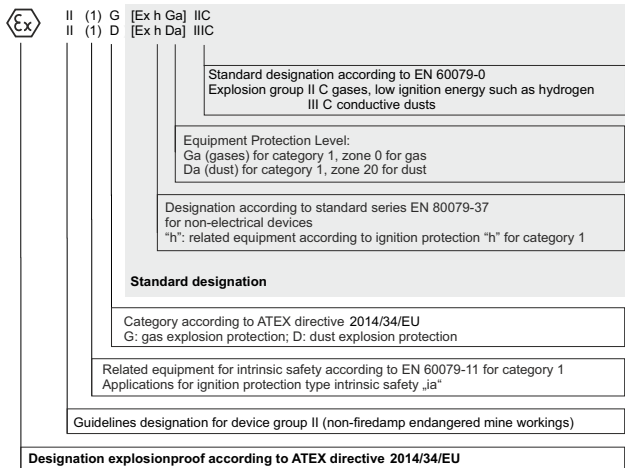 Ex II (1) G [Ex h Ga] IIC
II (1) D [Ex h Da] IIIC
Standard designation according to EN 60079-0
Explosion group II C gases, low ignition energy such as hydrogen
III C conductive dusts
Equipment Protection Level:
Ga (gases) for category 1, zone 0 for gas
Da (dust) for category 1, zone 20 for dust
Designation according to standard series EN 80079-37
for non-electrical devices
“h”: related equipment according to ignition protection “h” for category 1
Standard designation
Category according to ATEX directive 2014/34/EU
G: gas explosion protection; D: dust explosion protection
Related equipment for intrinsic safety according to EN 60079-11 for category 1
Applications for ignition protection type intrinsic safety „ia“
Guidelines designation for device group II (non-firedamp endangered mine workings)
Designation explosionproof according to ATEX directive 2014/34/EU